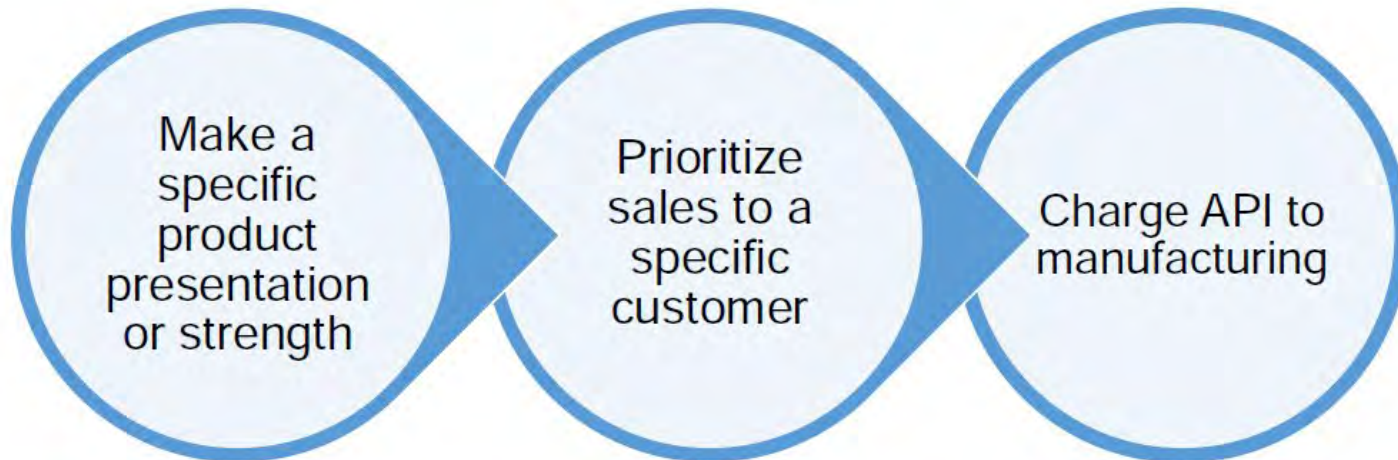 Make a
specific
product
presentation
or strength
Prioritize
sales to a
specific
customer
Charge API to
manufacturing